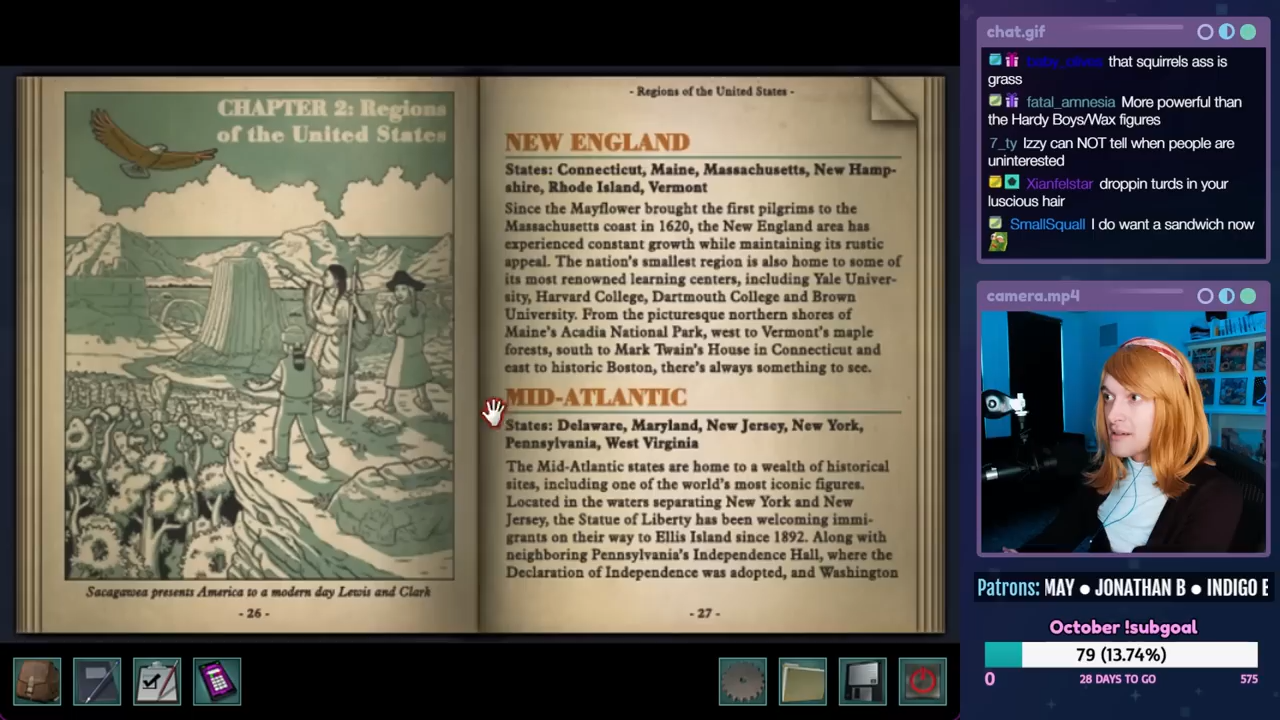 CHAPTER 2: Regions
of the United States
Sacagawea presents America to a modern day Lewis and Clark
- 26 -
- Regions of the United States -
NEW ENGLAND
States: Connecticut, Maine, Massachusetts, New Hamp-
shire, Rhode Island, Vermont
Since the Mayflower brought the first pilgrims to the
Massachusetts coast in 1620, the New England area has
experienced constant growth while maintaining its rustic
appeal. The nation's smallest region is also home to some of
its most renowned learning centers, including Yale Univer-
sity, Harvard College, Dartmouth College and Brown
University. From the picturesque northern shores of
Maine's Acadia National Park, west to Vermont's maple
forests, south to Mark Twain's House in Connecticut and
east to historic Boston, there's always something to see.
MID-ATLANTIC
States: Delaware, Maryland, New Jersey, New York,
Pennsylvania, West Virginia
The Mid-Atlantic states are home to a wealth of historical
sites, including one of the world's most iconic figures.
Located in the waters separating New York and New
Jersey, the Statue of Liberty has been welcoming immi-
grants on their way to Ellis Island since 1892. Along with
neighboring Pennsylvania's Independence Hall, where the
Declaration of Independence was adopted, and Washington
- 27 -
chat.gif
that squirrels ass is
grass
fatal_amnesia More powerful than
the Hardy Boys/Wax figures
7_ty Izzy can NOT tell when people are
uninterested
Xianfelstar droppin turds in your
luscious hair
SmallSquall I do want a sandwich now
camera.mp4
Patrons: MAY ● JONATHAN B ● INDIGO E
October !subgoal
79 (13.74%)
0 28 DAYS TO GO 575